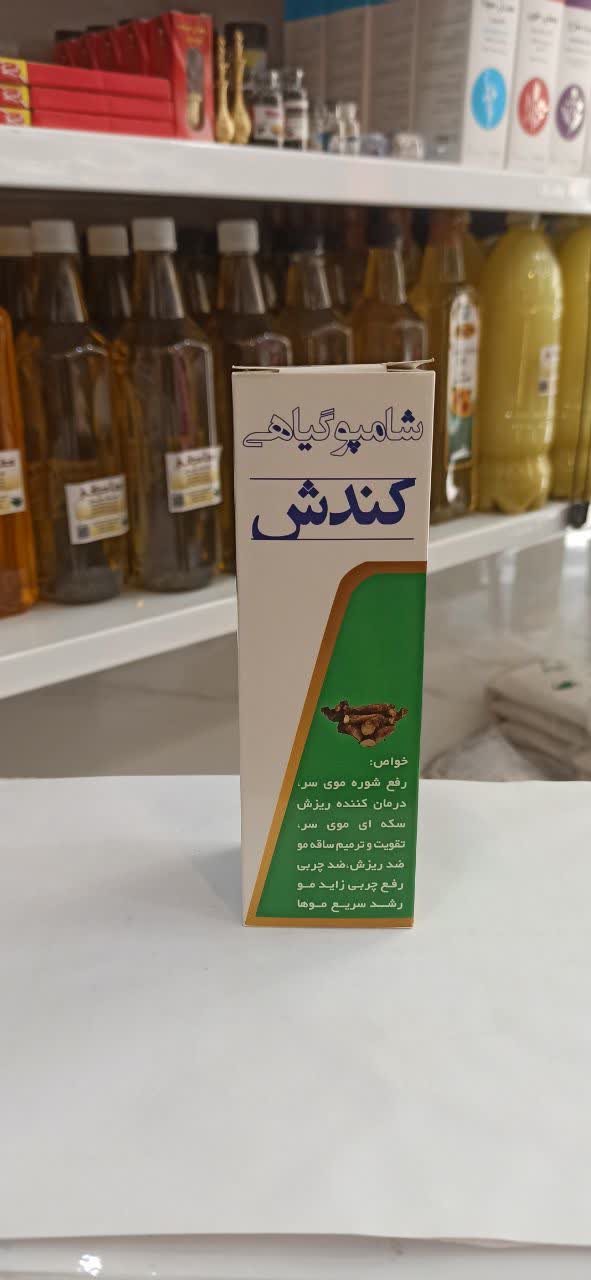 شامپو گیاهی
کندش
خواص:
رفع شوره موی سر،
درمان کننده ریزش
سکه ای موی سر،
تقویت و ترمیم ساقه مو
ضد ریزش،ضد چربی
رفع چربی زاید مو
رشد سریع موها